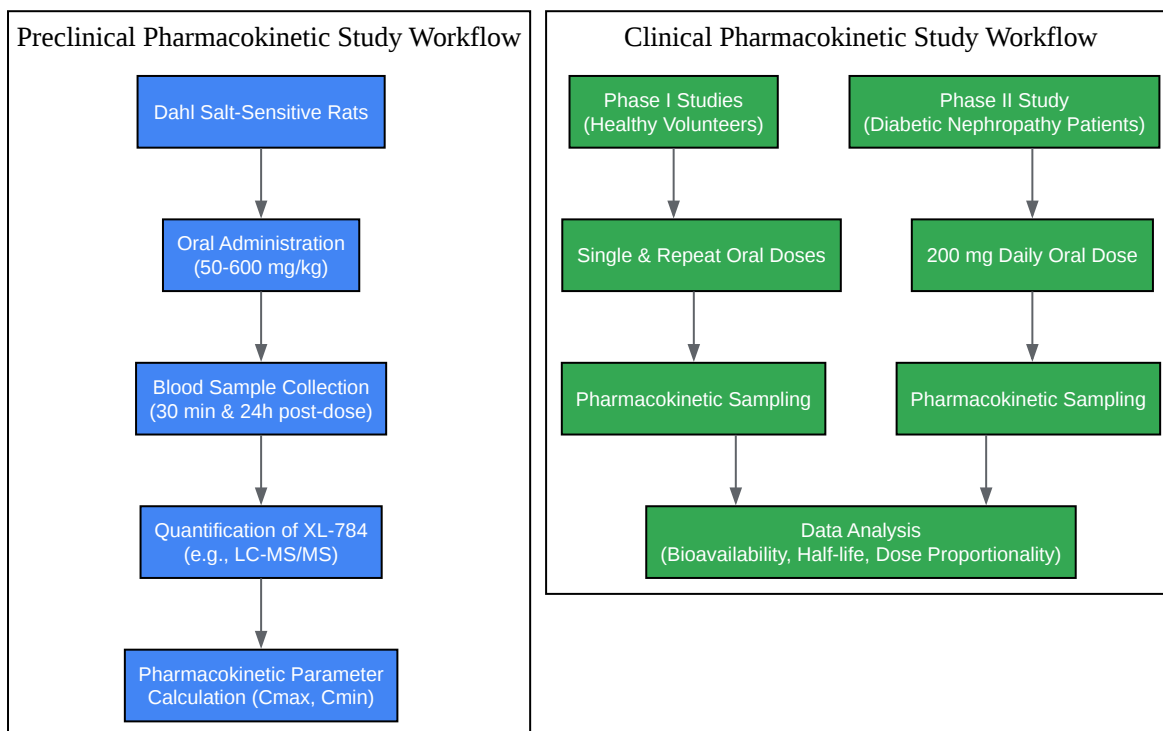 Preclinical Pharmacokinetic Study Workflow
Dahl Salt-Sensitive Rats
Oral Administration
(50-600 mg/kg)
Blood Sample Collection
(30 min & 24h post-dose)
Quantification of XL-784
(e.g., LC-MS/MS)
Pharmacokinetic Parameter
Calculation (Cmax, Cmin)
Clinical Pharmacokinetic Study Workflow
Phase I Studies
(Healthy Volunteers)
Single & Repeat Oral Doses
Pharmacokinetic Sampling
Phase II Study
(Diabetic Nephropathy Patients)
200 mg Daily Oral Dose
Pharmacokinetic Sampling
Data Analysis
(Bioavailability, Half-life, Dose Proportionality)